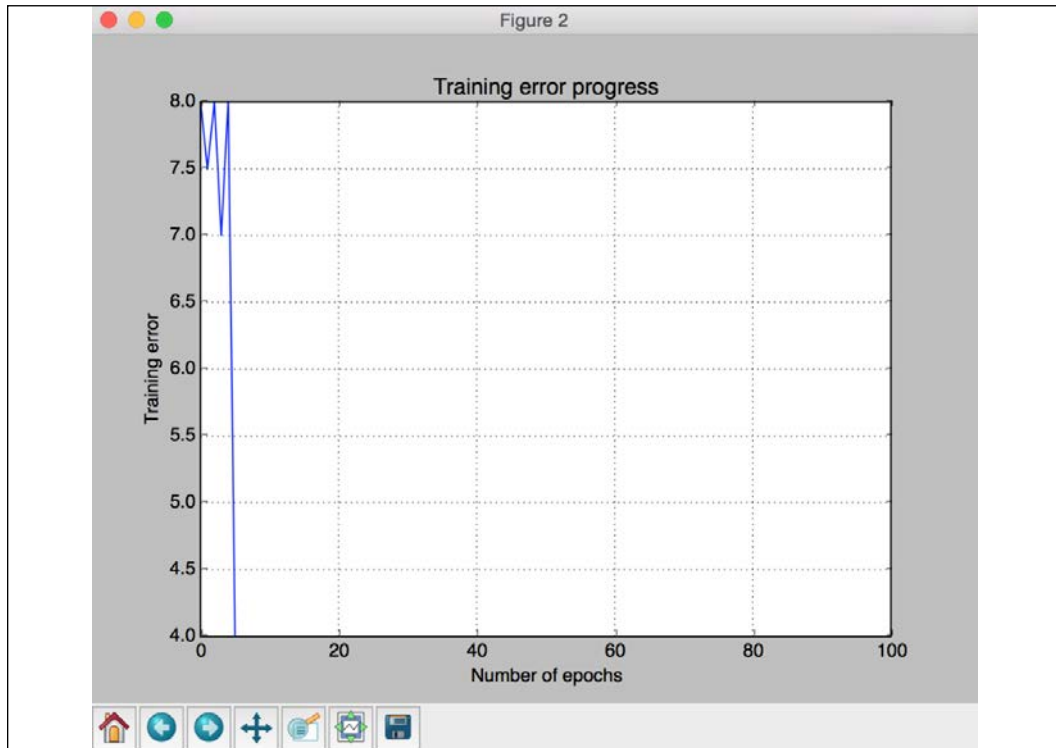 Figure 2
Training error progress
8.0
7.5
7.0
6.5
6.0
5.5
5.0
4.5
4.0
Training error
0 20 40 60 80 100
Number of epochs